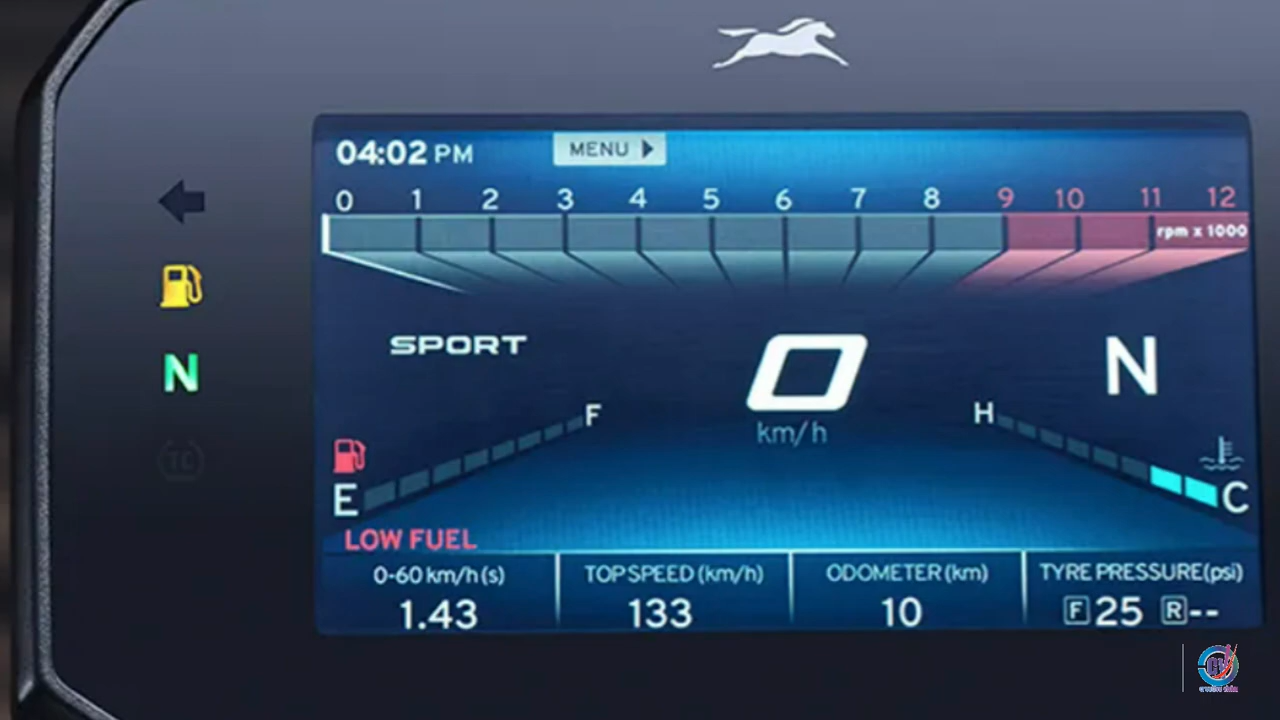 04:02 PM
MENU
0 1 2 3 4 5 6 7 8 9 10 11 12
rpm x 1000
N
SPORT
0
N
km/h
F
H
TC
E
C
LOW FUEL
0-60 km/h (s) TOP SPEED (km/h) ODOMETER (km) TYRE PRESSURE (psi)
1.43 133 10 F 25 R --